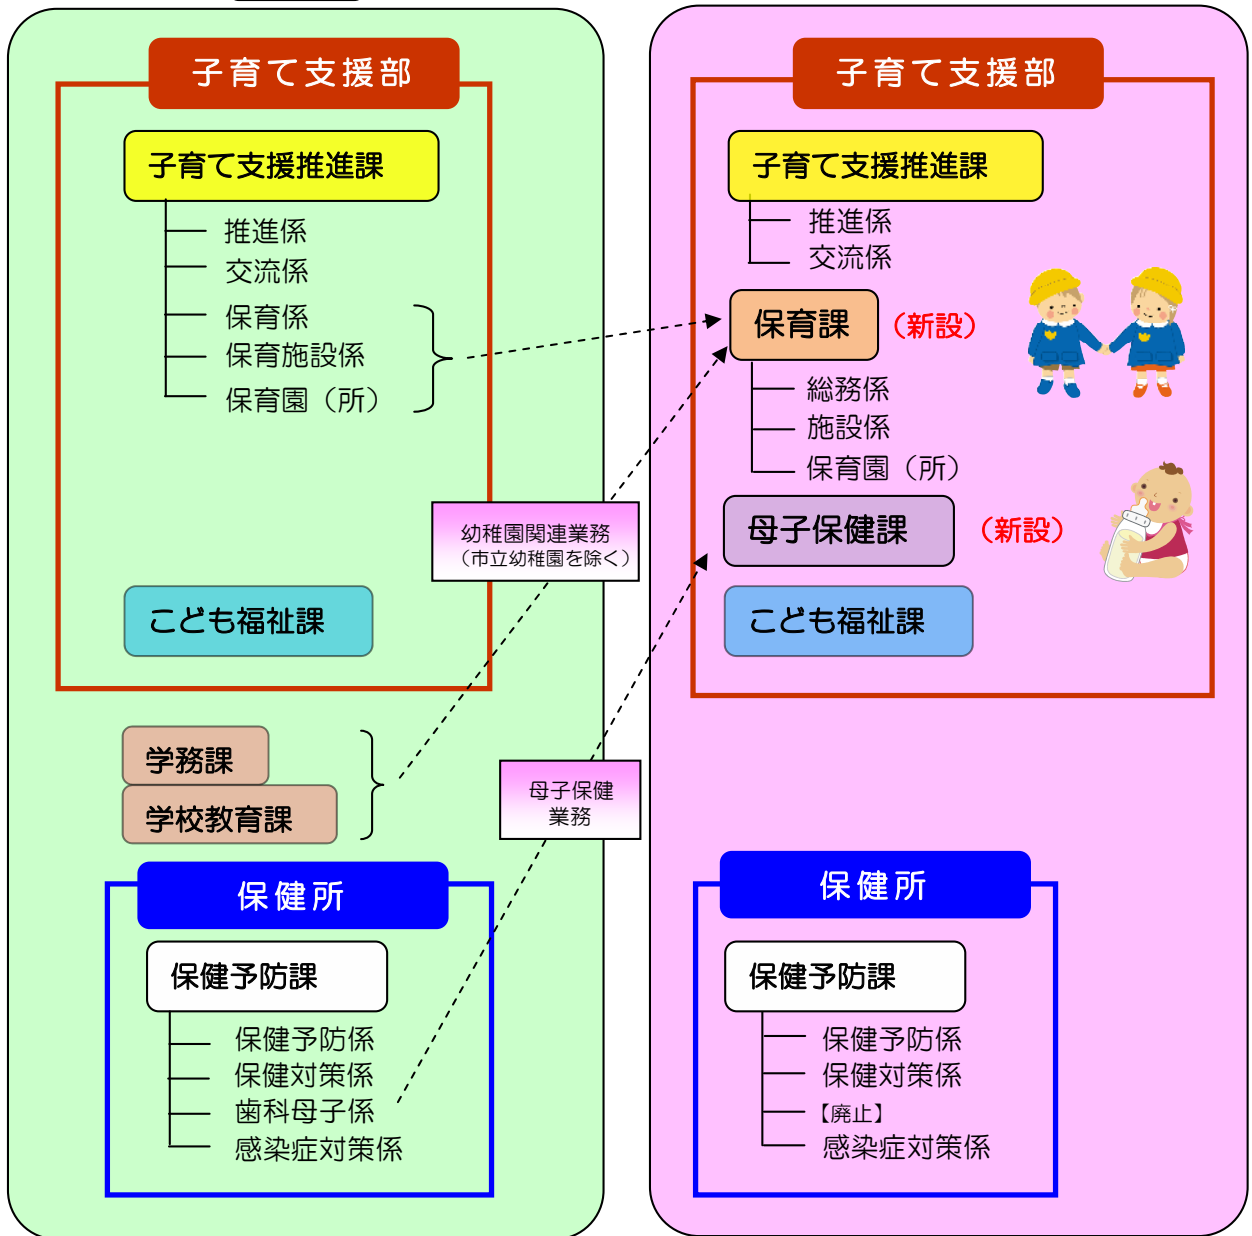 子育て支援部
子育て支援推進課
推進係
交流係
保育係
保育施設係
保育園（所）
幼稚園関連業務
（市立幼稚園を除く）
こども福祉課
学務課
学校教育課
母子保健
業務
保健所
保健予防課
保健予防係
保健対策係
歯科母子係
感染症対策係
子育て支援部
子育て支援推進課
推進係
交流係
保育課
（新設）
総務係
施設係
保育園（所）
母子保健課
（新設）
こども福祉課
保健所
保健予防課
保健予防係
保健対策係
【廃止】
感染症対策係